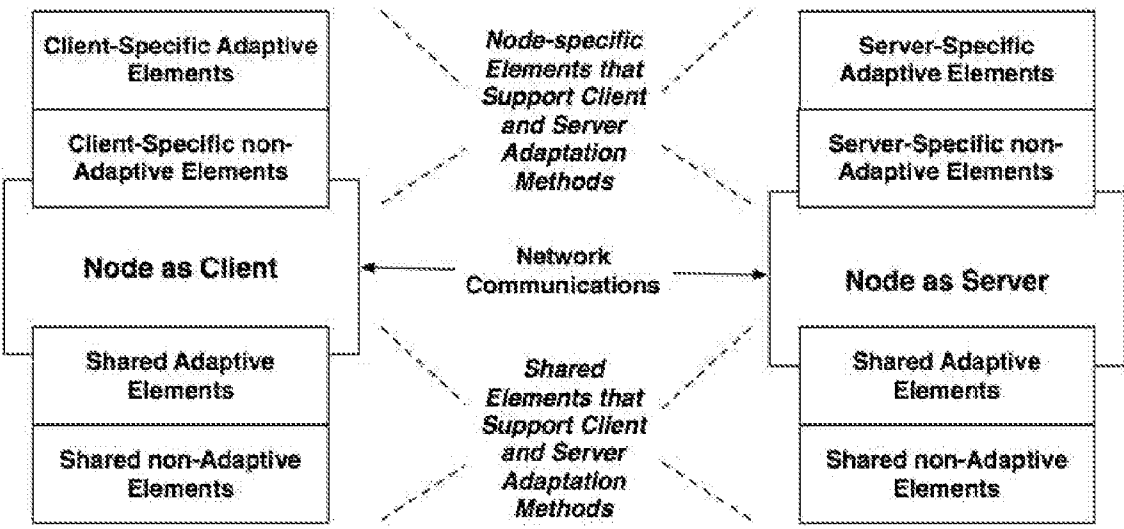 Client-Specific Adaptive
Elements
Client-Specific non-
Adaptive Elements
Node as Client
Shared Adaptive
Elements
Shared non-Adaptive
Elements
Node-specific
Elements that
Support Client
and Server
Adaptation
Methods
Network
Communications
Shared
Elements that
Support Client
and Server
Adaptation
Methods
Server-Specific
Adaptive Elements
Server-Specific non-
Adaptive Elements
Node as Server
Shared Adaptive
Elements
Shared non-Adaptive
Elements